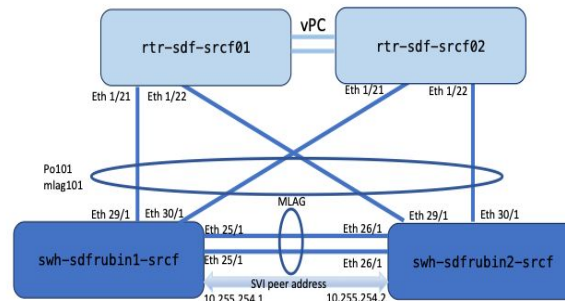 vPC
rtr-sdf-srcf01
rtr-sdf-srcf02
Eth 1/21
Eth 1/22
Eth 1/21
Eth 1/22
Po101
mlag101
MLAG
Eth 29/1
Eth 30/1
Eth 25/1
Eth 26/1
Eth 29/1
Eth 30/1
swh-sdfrubin1-srcf
swh-sdfrubin2-srcf
Eth 25/1
Eth 26/1
SVI peer address
10.255.254.1
10.255.254.2